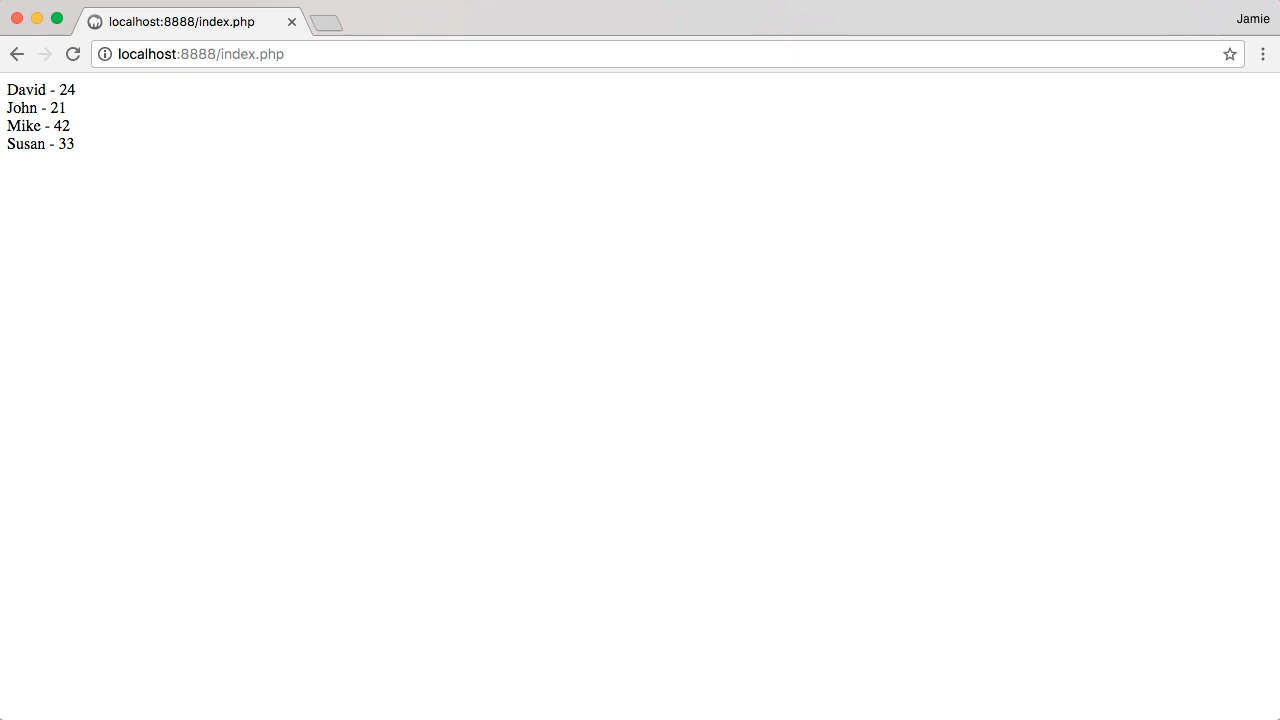 localhost:8888/index.php
Jamie
localhost:8888/index.php
David - 24
John - 21
Mike - 42
Susan - 33